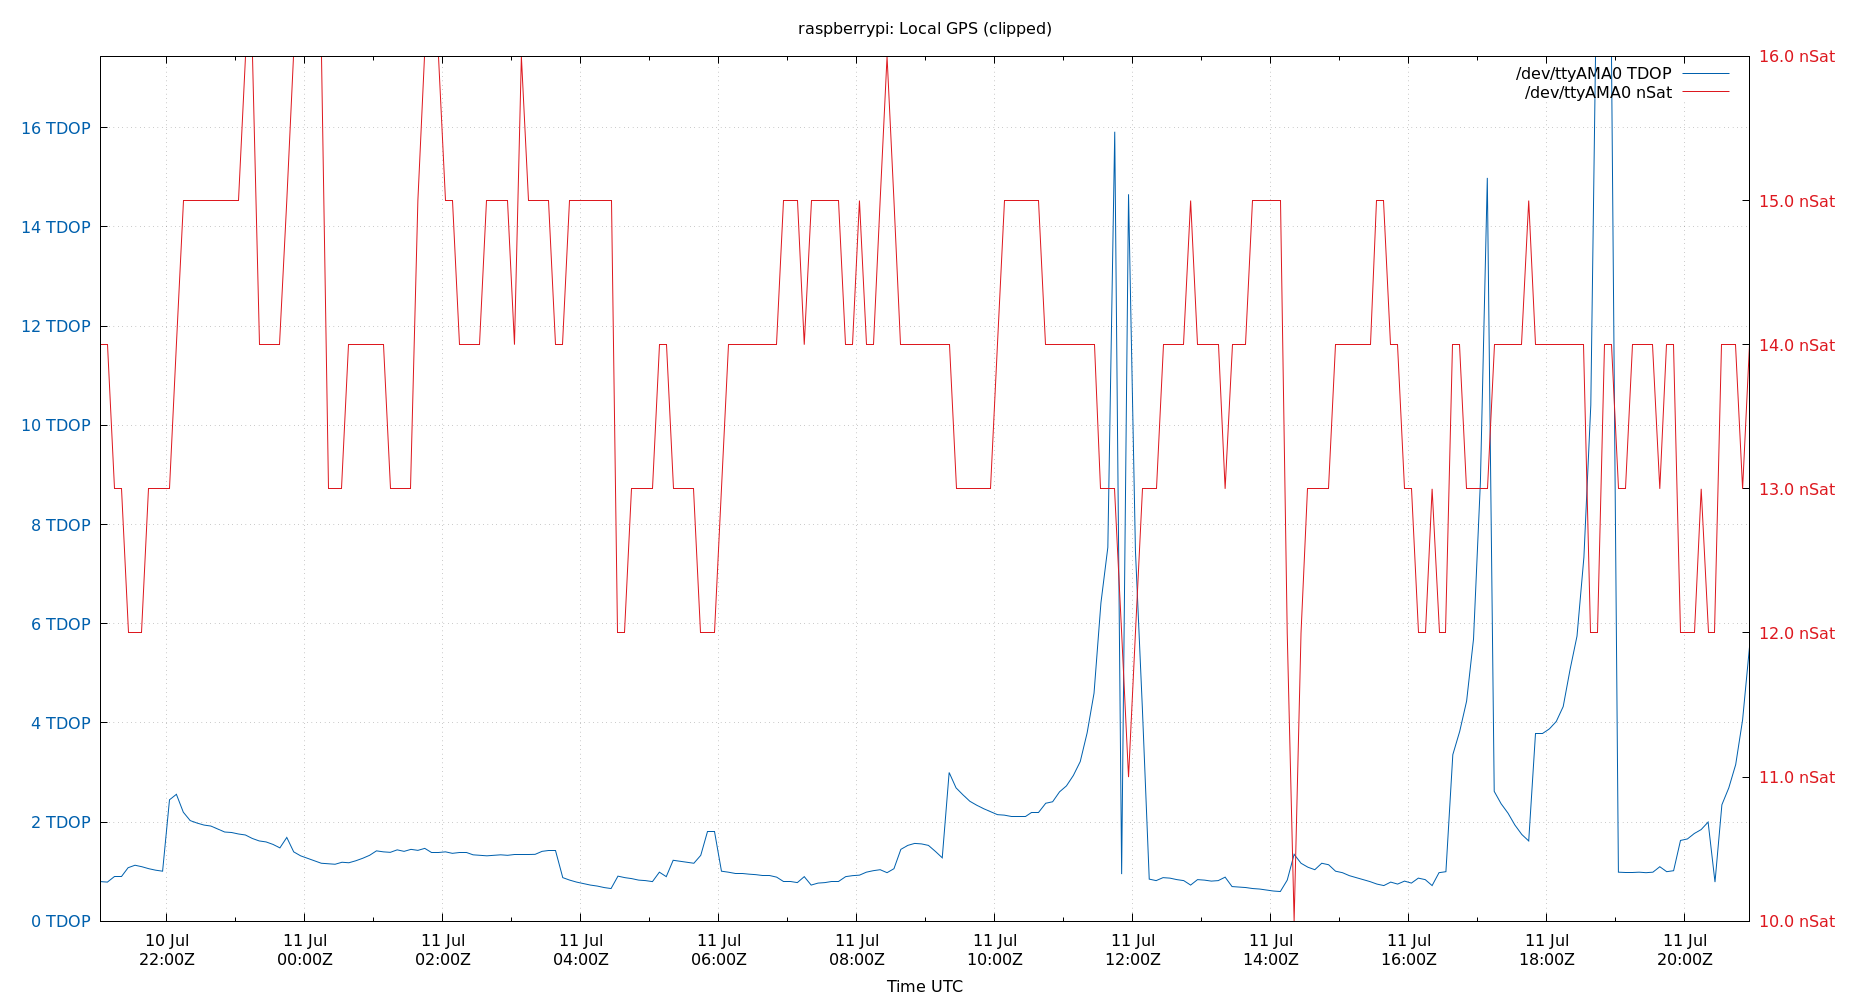 raspberrypi: Local GPS (clipped)
/dev/ttyAMA0 TDOP
/dev/ttyAMA0 nSat
16 TDOP
14 TDOP
12 TDOP
10 TDOP
8 TDOP
6 TDOP
4 TDOP
2 TDOP
0 TDOP
16.0 nSat
15.0 nSat
14.0 nSat
13.0 nSat
12.0 nSat
11.0 nSat
10.0 nSat
10 Jul
22:00Z
11 Jul
00:00Z
11 Jul
02:00Z
11 Jul
04:00Z
11 Jul
06:00Z
11 Jul
08:00Z
11 Jul
10:00Z
11 Jul
12:00Z
11 Jul
14:00Z
11 Jul
16:00Z
11 Jul
18:00Z
11 Jul
20:00Z
Time UTC